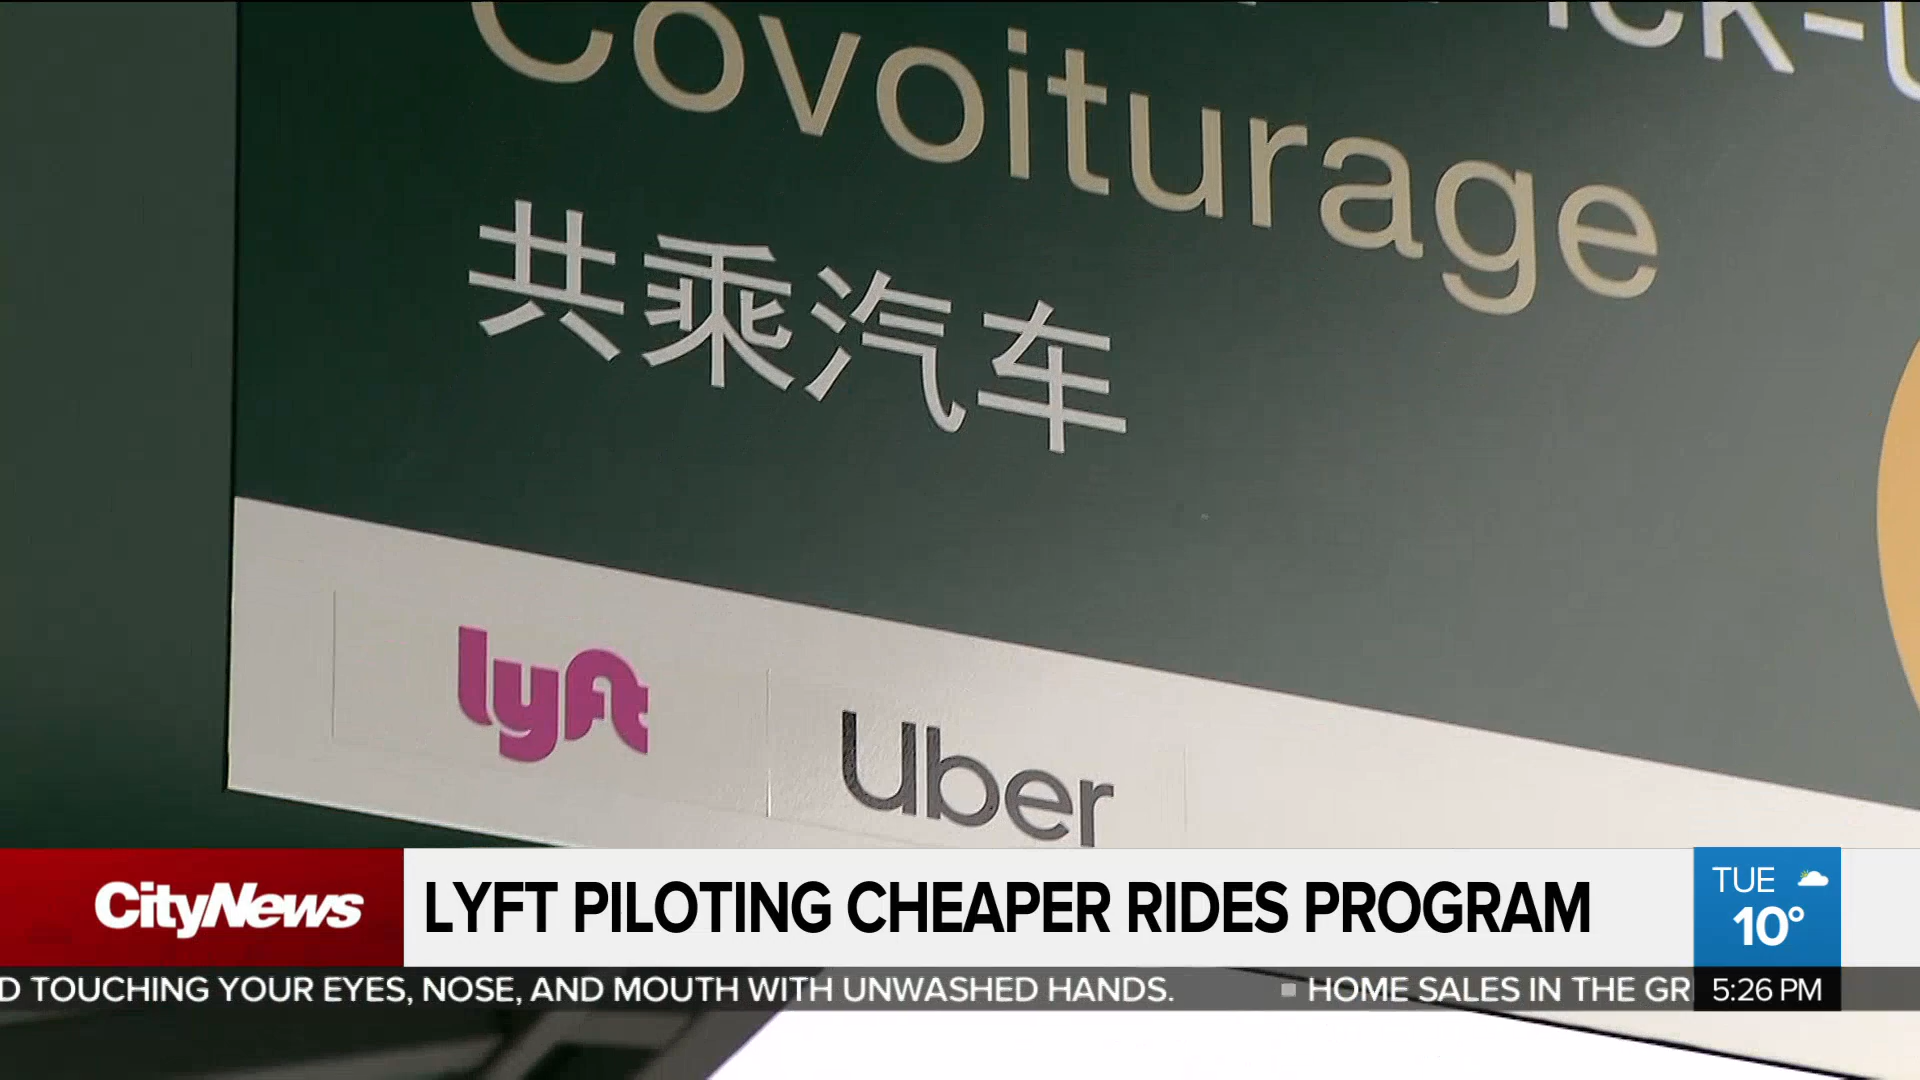 Covoiturage
共乘汽车
lyft
Uber
CityNews
LYFT PILOTING CHEAPER RIDES PROGRAM
TUE
10°
D TOUCHING YOUR EYES, NOSE, AND MOUTH WITH UNWASHED HANDS. HOME SALES IN THE GR
5:26 PM